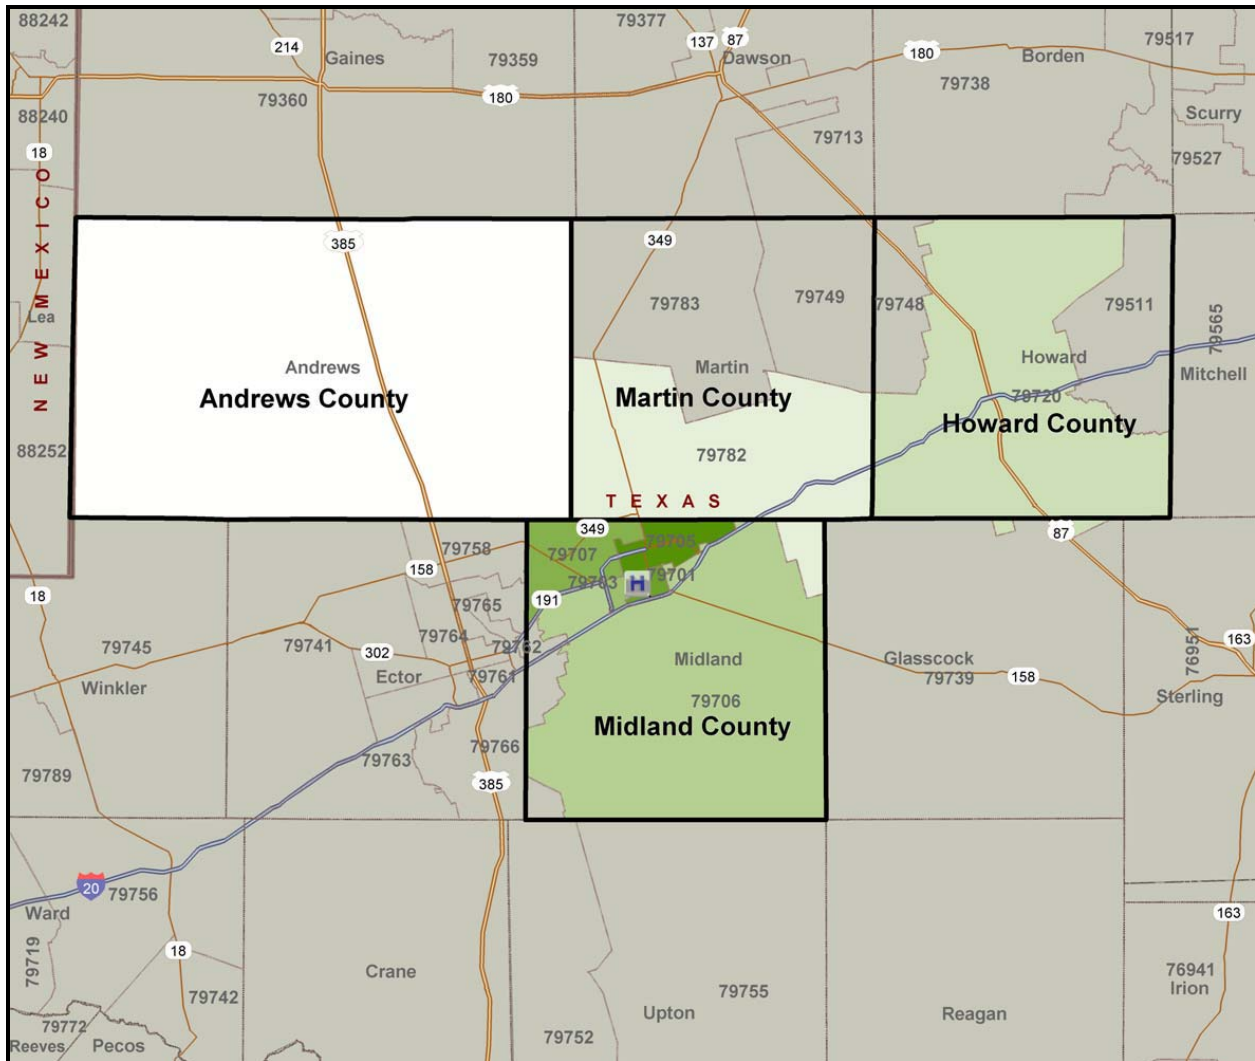 88242
214
Gaines
79359
79377
137
87
Dawson
79517
180
Borden
79360
180
79738
88240
Scurry
79713
18
79527
NEW MEXICO
385
349
79783
79749
79748
79511
79565
Lea
Andrews
Martin
Howard
Mitchell
Andrews County
Martin County
79720
Howard County
88252
79782
TEXAS
349
87
79758
79707
79705
158
79703
79701
H
18
191
79765
79745
79741
79764
79762
163
76951
302
Midland
Glasscock
Winkler
Ector
79761
79739
158
Sterling
79706
Midland County
79766
79763
79789
385
20
79756
Ward
163
18
79719
Crane
76941
79742
79755
Irion
Upton
Reagan
79772
79752
Reeves
Pecos